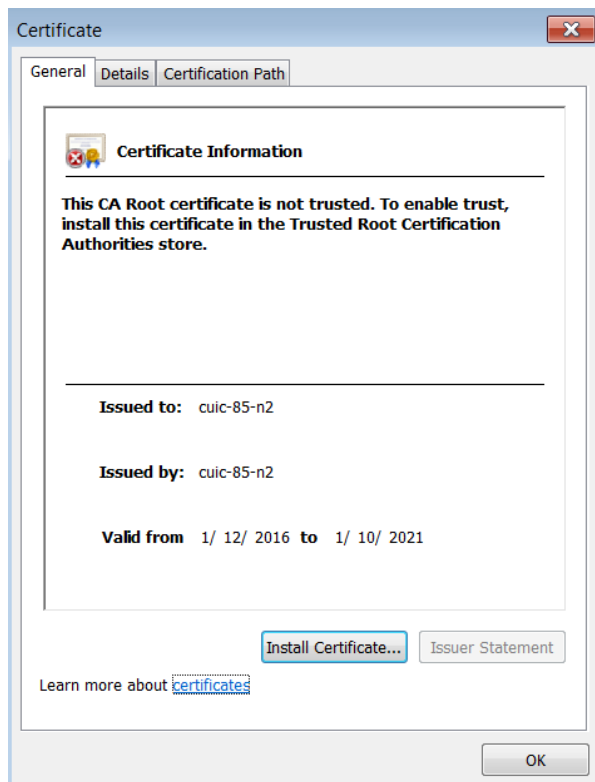 Certificate
General Details Certification Path
Certificate Information
This CA Root certificate is not trusted. To enable trust,
install this certificate in the Trusted Root Certification
Authorities store.
Issued to: cuic-85-n2
Issued by: cuic-85-n2
Valid from 1/ 12/ 2016 to 1/ 10/ 2021
Install Certificate... Issuer Statement
Learn more about certificates
OK